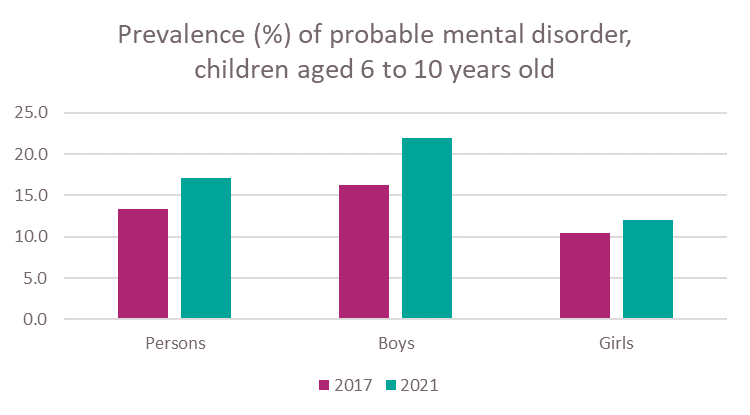 Prevalence (%) of probable mental disorder,
children aged 6 to 10 years old
25.0
20.0
15.0
10.0
5.0
0.0
Persons Boys Girls
2017 2021